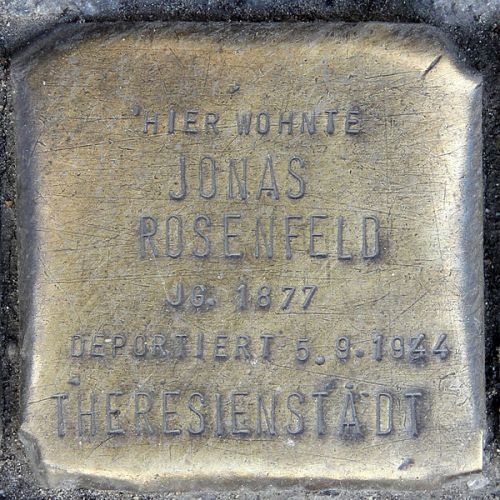 HIER WOHNTE
JONAS
ROSENFELD
JG. 1877
DEPORTIERT 5.9.1944
THERESIENSTADT